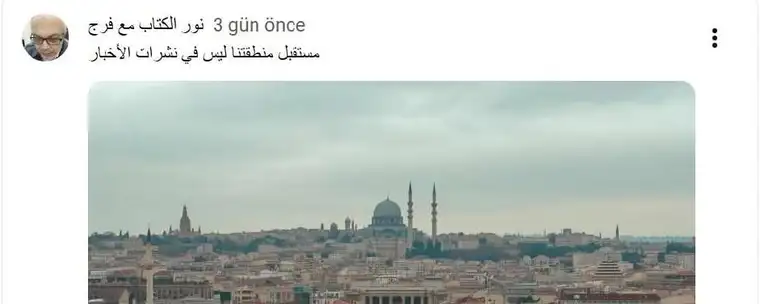 نور الكتاب مع فرج 3 gün önce
مستقبل منطقتنا ليس في نشرات الأخبار